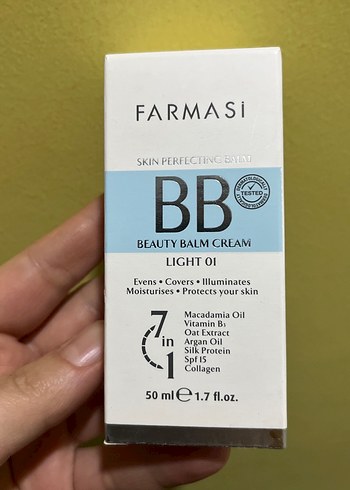 FARMASi
SKIN PERFECTING BALM
BB
DERMATOLOGICALLY
TESTED
DERMATOLOGICALLY
BEAUTY BALM CREAM
LIGHT 01
Evens • Covers • Illuminates
Moisturises • Protects your skin
7 in 1
Macadamia Oil
Vitamin B₃
Oat Extract
Argan Oil
Silk Protein
Spf 15
Collagen
50 ml ℮ 1.7 fl.oz.